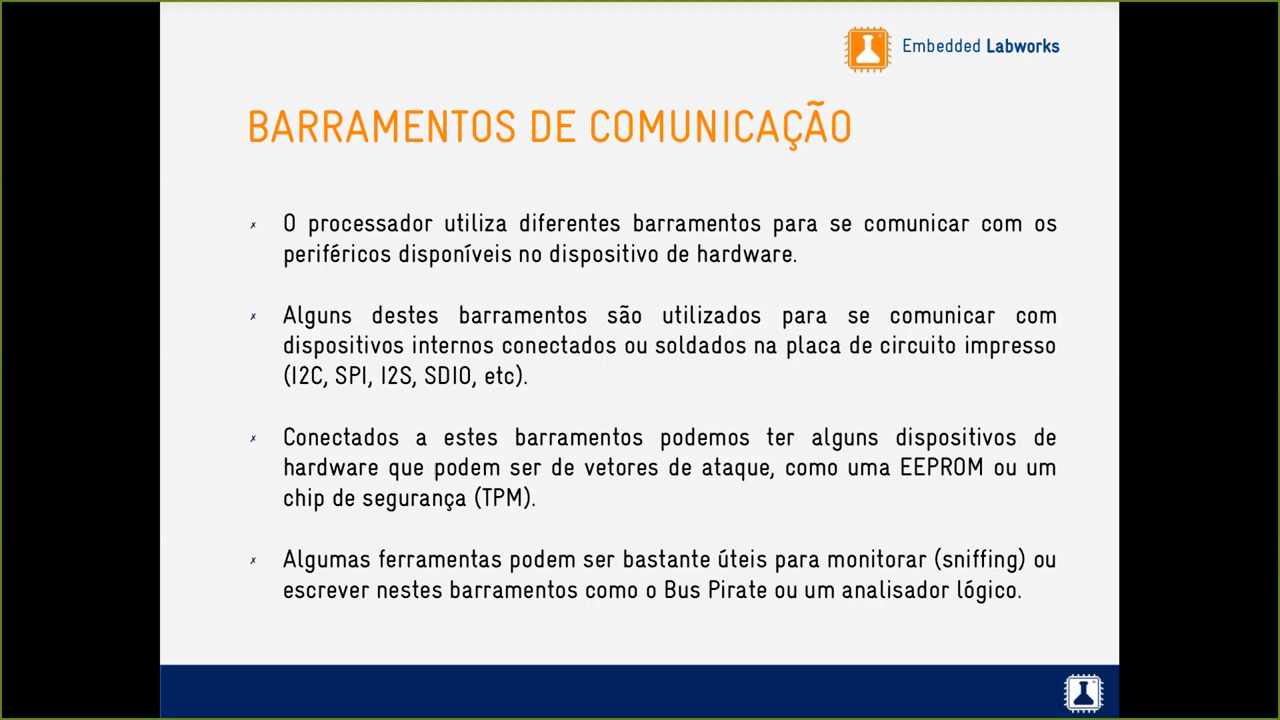 Embedded Labworks
BARRAMENTOS DE COMUNICAÇÃO
✗ O processador utiliza diferentes barramentos para se comunicar com os
periféricos disponíveis no dispositivo de hardware.
✗ Alguns destes barramentos são utilizados para se comunicar com
dispositivos internos conectados ou soldados na placa de circuito impresso
(I2C, SPI, I2S, SDIO, etc).
✗ Conectados a estes barramentos podemos ter alguns dispositivos de
hardware que podem ser de vetores de ataque, como uma EEPROM ou um
chip de segurança (TPM).
✗ Algumas ferramentas podem ser bastante úteis para monitorar (sniffing) ou
escrever nestes barramentos como o Bus Pirate ou um analisador lógico.